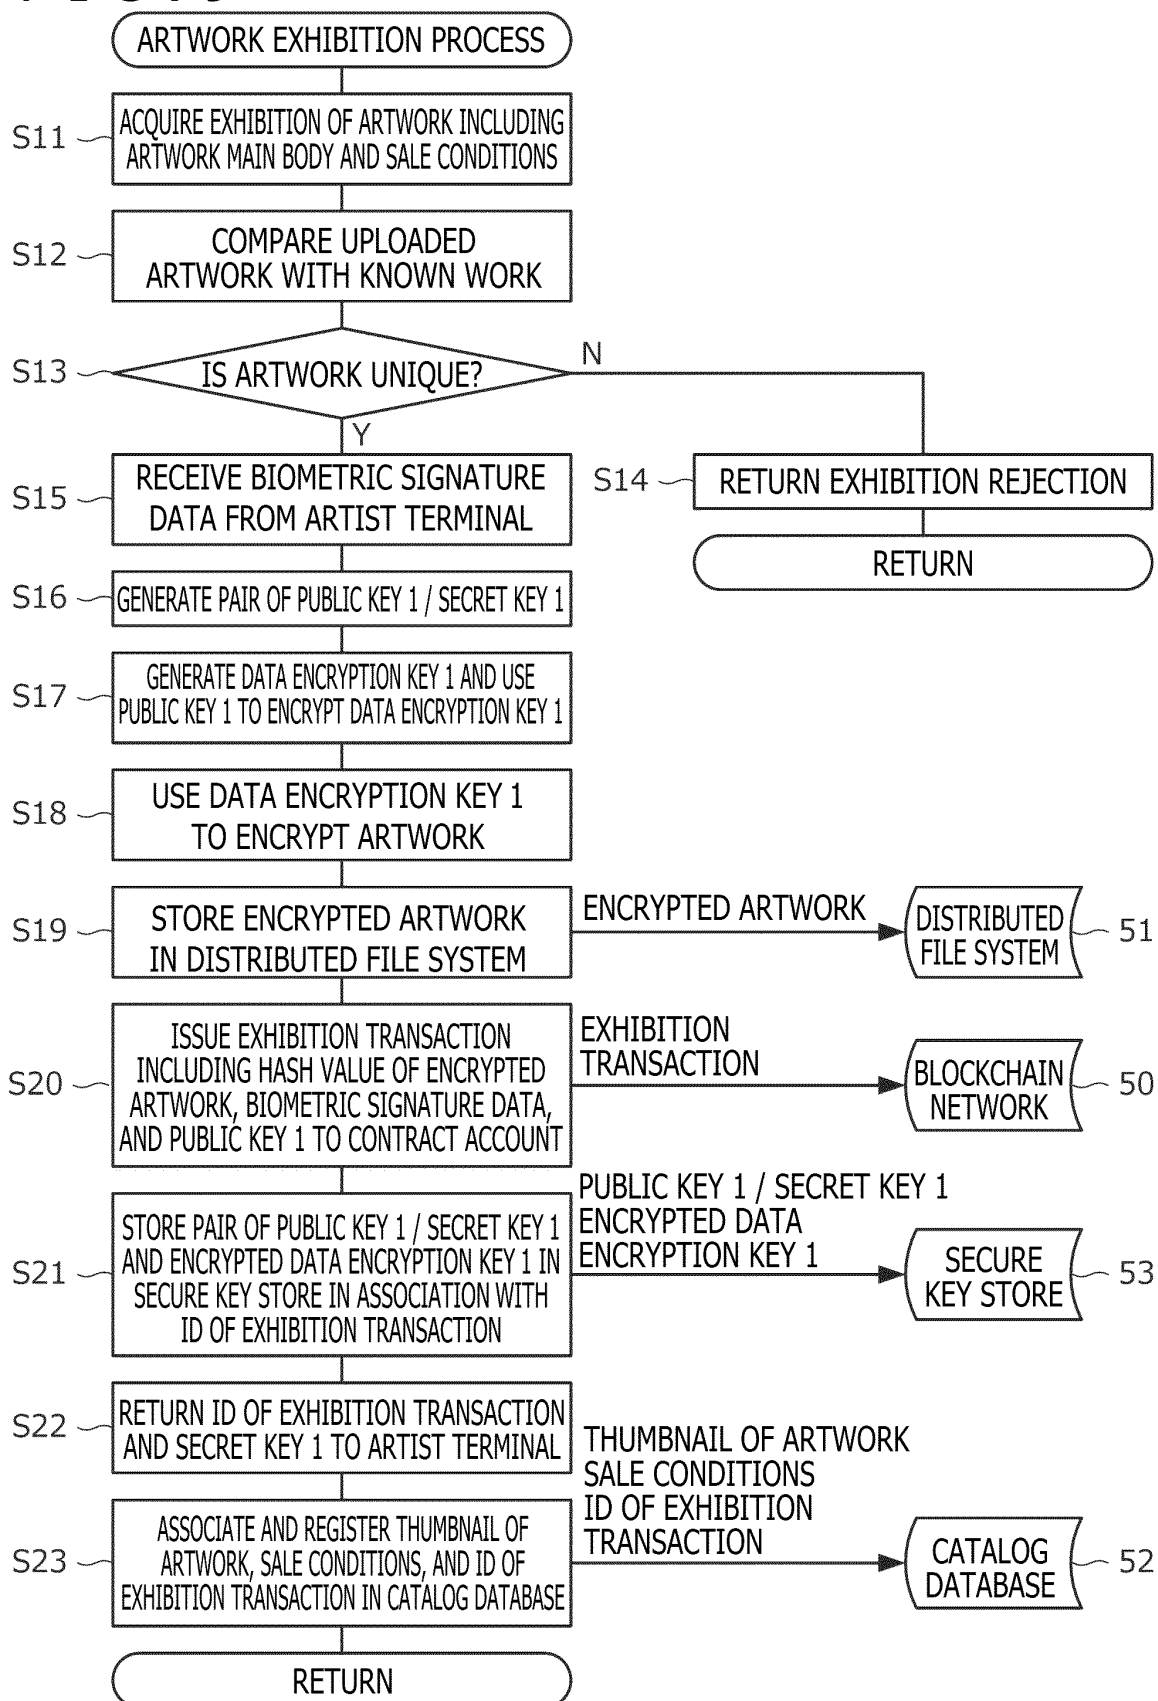 ARTWORK EXHIBITION PROCESS
S11
ACQUIRE EXHIBITION OF ARTWORK INCLUDING
ARTWORK MAIN BODY AND SALE CONDITIONS
S12
COMPARE UPLOADED
ARTWORK WITH KNOWN WORK
S13
IS ARTWORK UNIQUE?
N
Y
S14
RETURN EXHIBITION REJECTION
RETURN
S15
RECEIVE BIOMETRIC SIGNATURE
DATA FROM ARTIST TERMINAL
S16
GENERATE PAIR OF PUBLIC KEY 1 / SECRET KEY 1
S17
GENERATE DATA ENCRYPTION KEY 1 AND USE
PUBLIC KEY 1 TO ENCRYPT DATA ENCRYPTION KEY 1
S18
USE DATA ENCRYPTION KEY 1
TO ENCRYPT ARTWORK
S19
STORE ENCRYPTED ARTWORK
IN DISTRIBUTED FILE SYSTEM
ENCRYPTED ARTWORK
DISTRIBUTED
FILE SYSTEM
51
S20
ISSUE EXHIBITION TRANSACTION
INCLUDING HASH VALUE OF ENCRYPTED
ARTWORK, BIOMETRIC SIGNATURE DATA,
AND PUBLIC KEY 1 TO CONTRACT ACCOUNT
EXHIBITION
TRANSACTION
BLOCKCHAIN
NETWORK
50
S21
STORE PAIR OF PUBLIC KEY 1 / SECRET KEY 1
AND ENCRYPTED DATA ENCRYPTION KEY 1 IN
SECURE KEY STORE IN ASSOCIATION WITH
ID OF EXHIBITION TRANSACTION
PUBLIC KEY 1 / SECRET KEY 1
ENCRYPTED DATA
ENCRYPTION KEY 1
SECURE
KEY STORE
53
S22
RETURN ID OF EXHIBITION TRANSACTION
AND SECRET KEY 1 TO ARTIST TERMINAL
S23
ASSOCIATE AND REGISTER THUMBNAIL OF
ARTWORK, SALE CONDITIONS, AND ID OF
EXHIBITION TRANSACTION IN CATALOG DATABASE
THUMBNAIL OF ARTWORK
SALE CONDITIONS
ID OF EXHIBITION
TRANSACTION
CATALOG
DATABASE
52
RETURN